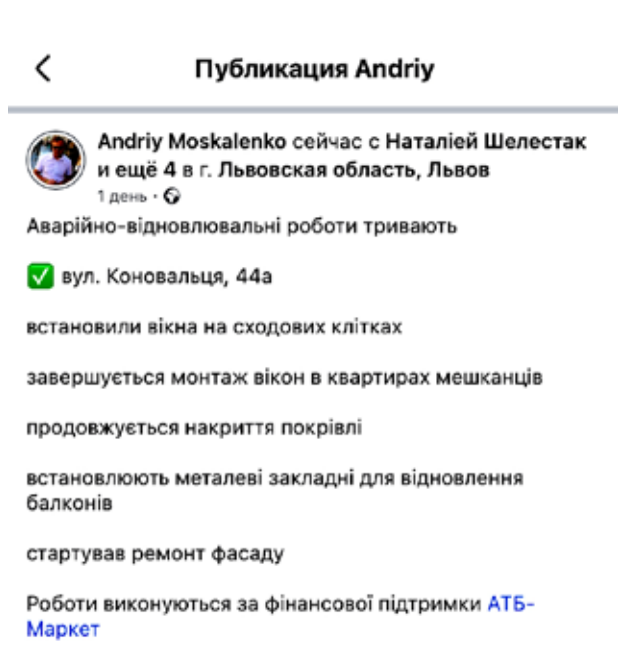 Публикация Andriy
Andriy Moskalenko сейчас с Наталіей Шелестак
и ещё 4 в г. Львовская область, Львов
1 день ·
Аварійно-відновлювальні роботи тривають
✅ вул. Коновальця, 44а
встановили вікна на сходових клітках
завершується монтаж вікон в квартирах мешканців
продовжується накриття покрівлі
встановлюють металеві закладні для відновлення
балконів
стартував ремонт фасаду
Роботи виконуються за фінансової підтримки АТБ-
Маркет